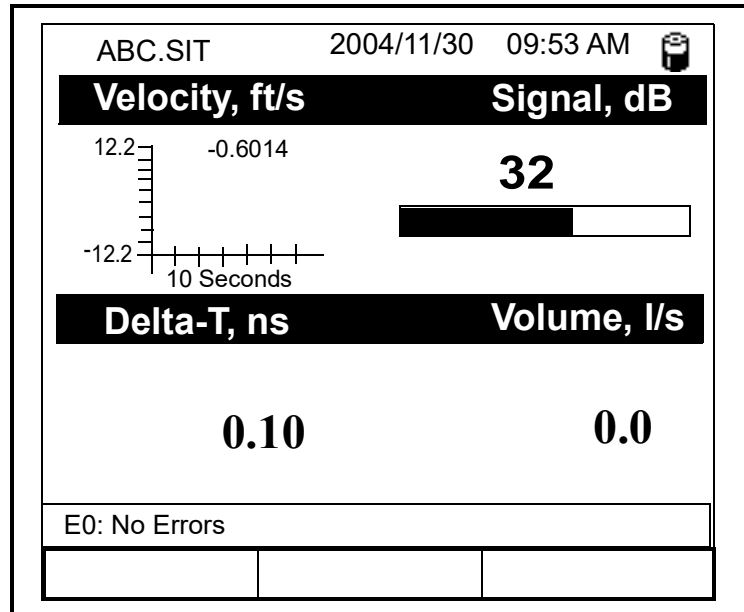 ABC.SIT 2004/11/30 09:53 AM
Velocity, ft/s Signal, dB
12.2 -0.6014
32
-12.2
10 Seconds
Delta-T, ns Volume, l/s
0.10 0.0
E0: No Errors